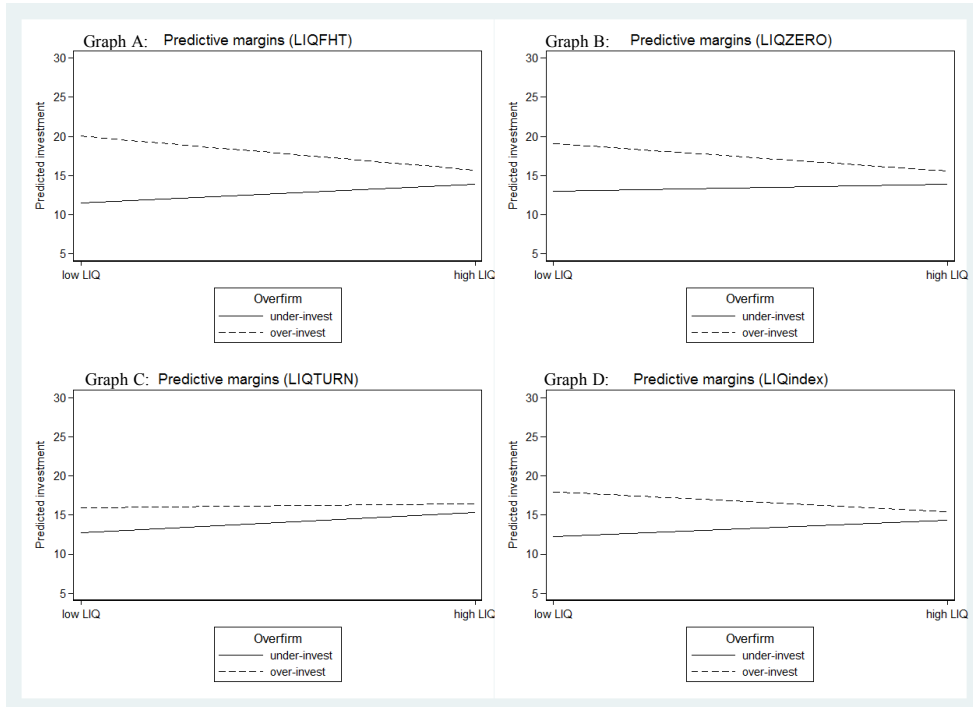 Graph A: Predictive margins (LIQFHT)
30
25
20
15
10
5
Predicted investment
low LIQ
high LIQ
Overfirm
under-invest
over-invest
Graph B: Predictive margins (LIQZERO)
30
25
20
15
10
5
Predicted investment
low LIQ
high LIQ
Overfirm
under-invest
over-invest
Graph C: Predictive margins (LIQTURN)
30
25
20
15
10
5
Predicted investment
low LIQ
high LIQ
Overfirm
under-invest
over-invest
Graph D: Predictive margins (LIQindex)
30
25
20
15
10
5
Predicted investment
low LIQ
high LIQ
Overfirm
under-invest
over-invest